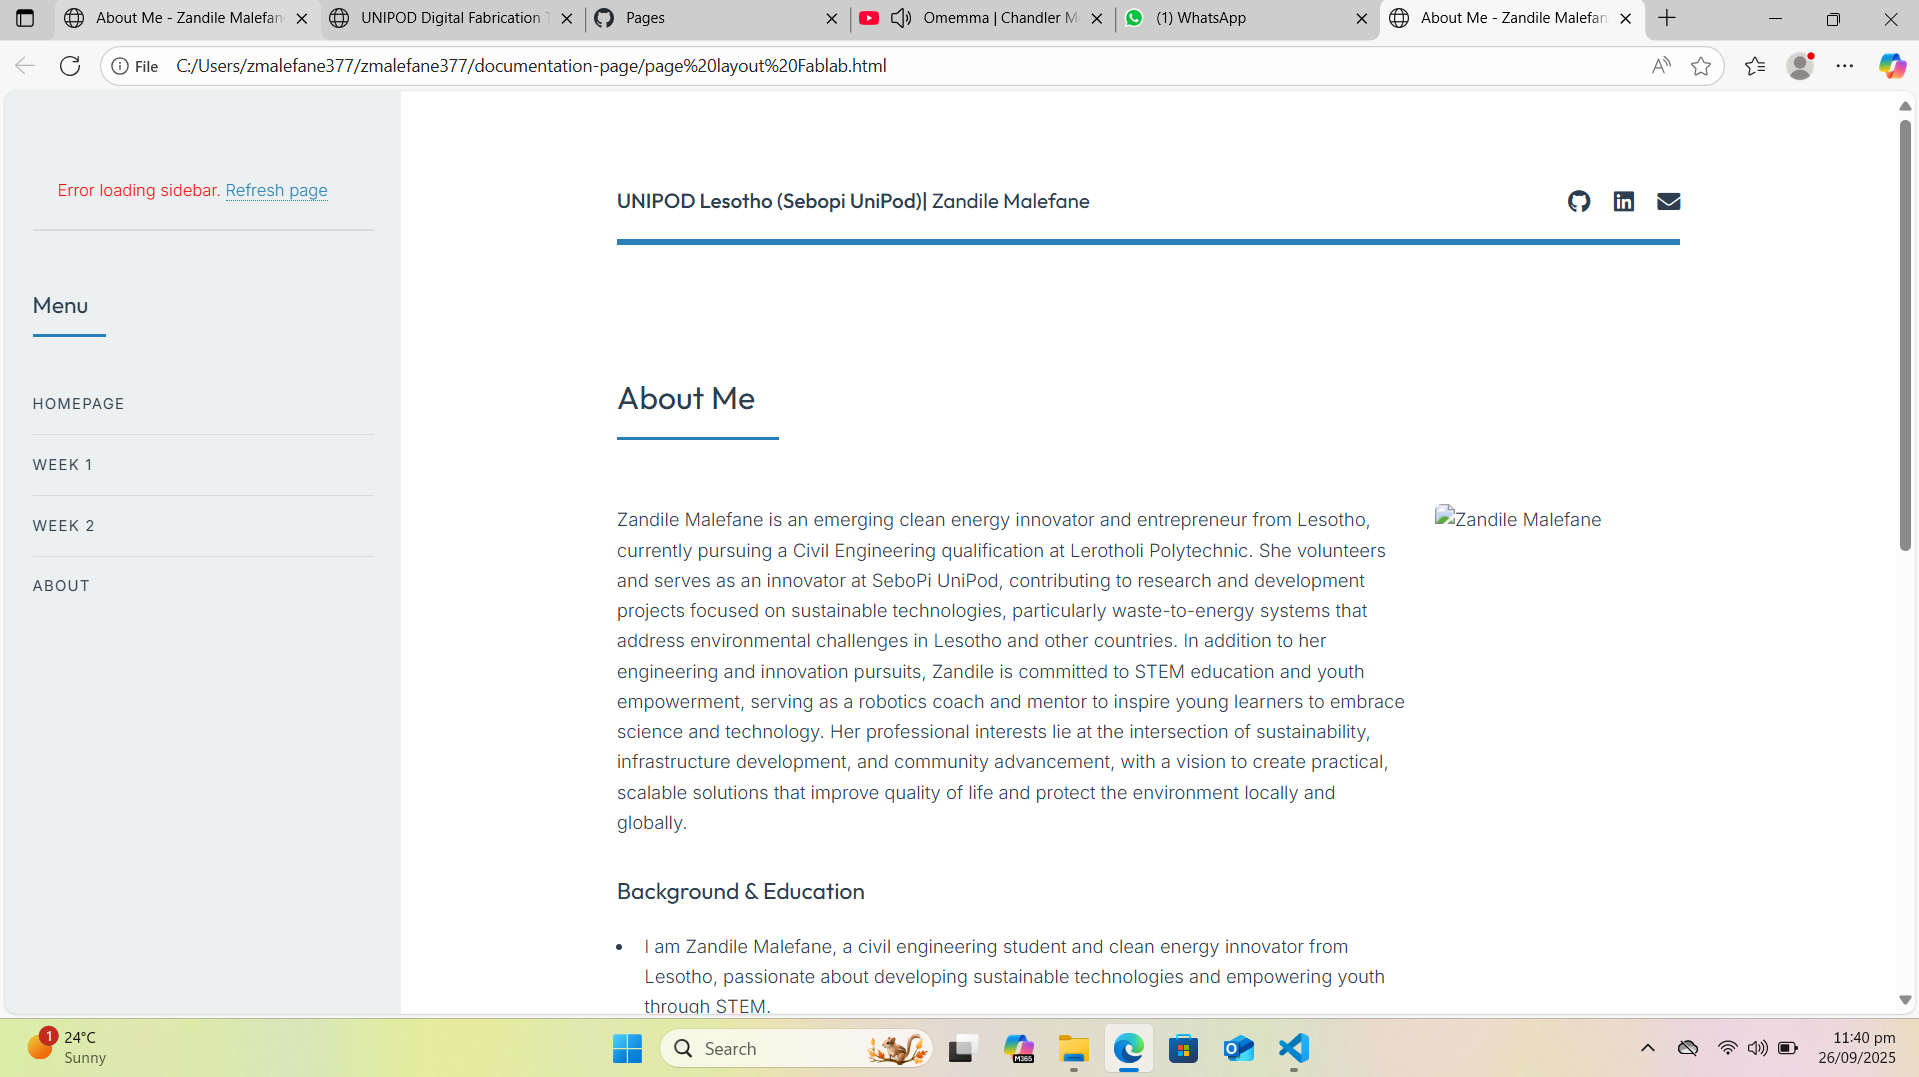 About Me - Zandile Malefan
UNIPOD Digital Fabrication T
Pages
Omemma | Chandler M
(1) WhatsApp
About Me - Zandile Malefan
File
C:/Users/zmalefane377/zmalefane377/documentation-page/page%20layout%20Fablab.html
Error loading sidebar. Refresh page
Menu
HOMEPAGE
WEEK 1
WEEK 2
ABOUT
UNIPOD Lesotho (Sebopi UniPod)| Zandile Malefane
About Me
Zandile Malefane is an emerging clean energy innovator and entrepreneur from Lesotho,
currently pursuing a Civil Engineering qualification at Lerotholi Polytechnic. She volunteers
and serves as an innovator at SeboPi UniPod, contributing to research and development
projects focused on sustainable technologies, particularly waste-to-energy systems that
address environmental challenges in Lesotho and other countries. In addition to her
engineering and innovation pursuits, Zandile is committed to STEM education and youth
empowerment, serving as a robotics coach and mentor to inspire young learners to embrace
science and technology. Her professional interests lie at the intersection of sustainability,
infrastructure development, and community advancement, with a vision to create practical,
scalable solutions that improve quality of life and protect the environment locally and
globally.
Zandile Malefane
Background & Education
• I am Zandile Malefane, a civil engineering student and clean energy innovator from
Lesotho, passionate about developing sustainable technologies and empowering youth
through STEM.
1
24°C
Sunny
Search
M365
11:40 pm
26/09/2025